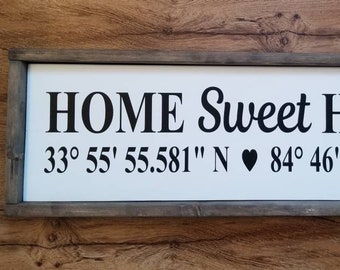 HOME Sweet H
33° 55' 55.581" N ♥ 84° 46'